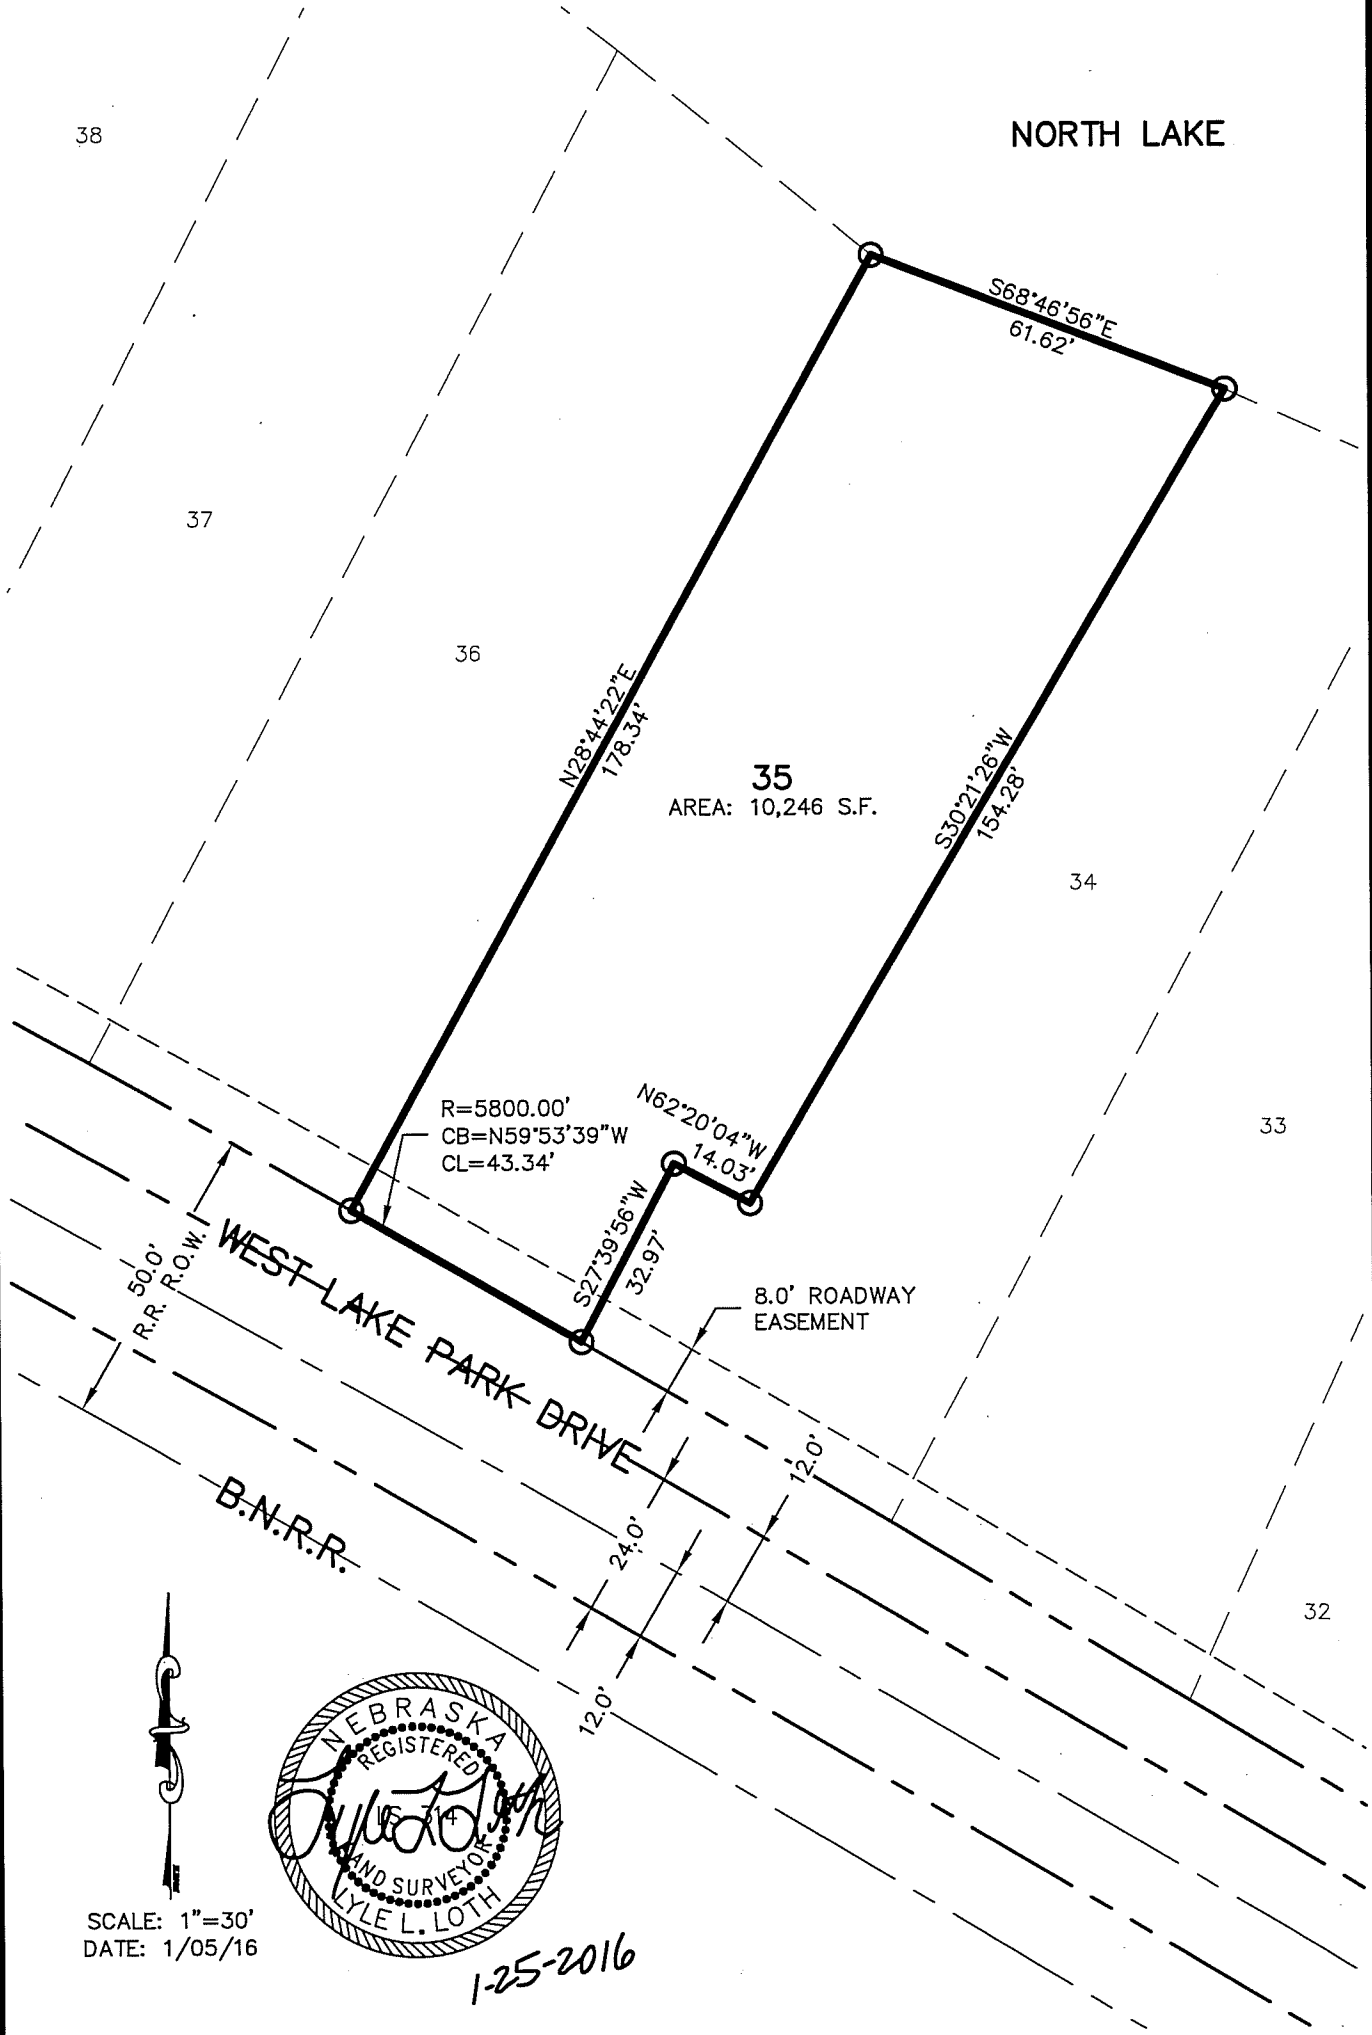 NORTH LAKE
38
S68°46'56"E
61.62'
37
36
N28°44'22"E
178.34'
35
AREA: 10,246 S.F.
S30°21'26"W
154.28'
34
33
R=5800.00'
CB=N59°53'39"W
CL=43.34'
N62°20'04"W
14.03'
S27°39'56"W
32.97'
8.0' ROADWAY
EASEMENT
50.0'
R.R. R.O.W.
WEST LAKE PARK DRIVE
12.0'
24.0'
12.0'
B.N.R.R.
32
NEBRASKA
REGISTERED
LS 314
LAND SURVEYOR
LYLE L. LOTH
Lyle L Loth
SCALE: 1"=30'
DATE: 1/05/16
1-25-2016